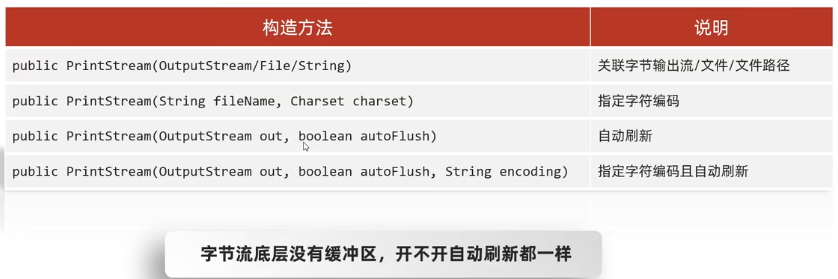 构造方法 说明
public PrintStream(OutputStream/File/String) 关联字节输出流/文件/文件路径
public PrintStream(String fileName, Charset charset) 指定字符编码
public PrintStream(OutputStream out, boolean autoFlush) 自动刷新
public PrintStream(OutputStream out, boolean autoFlush, String encoding) 指定字符编码且自动刷新
字节流底层没有缓冲区，开不开自动刷新都一样